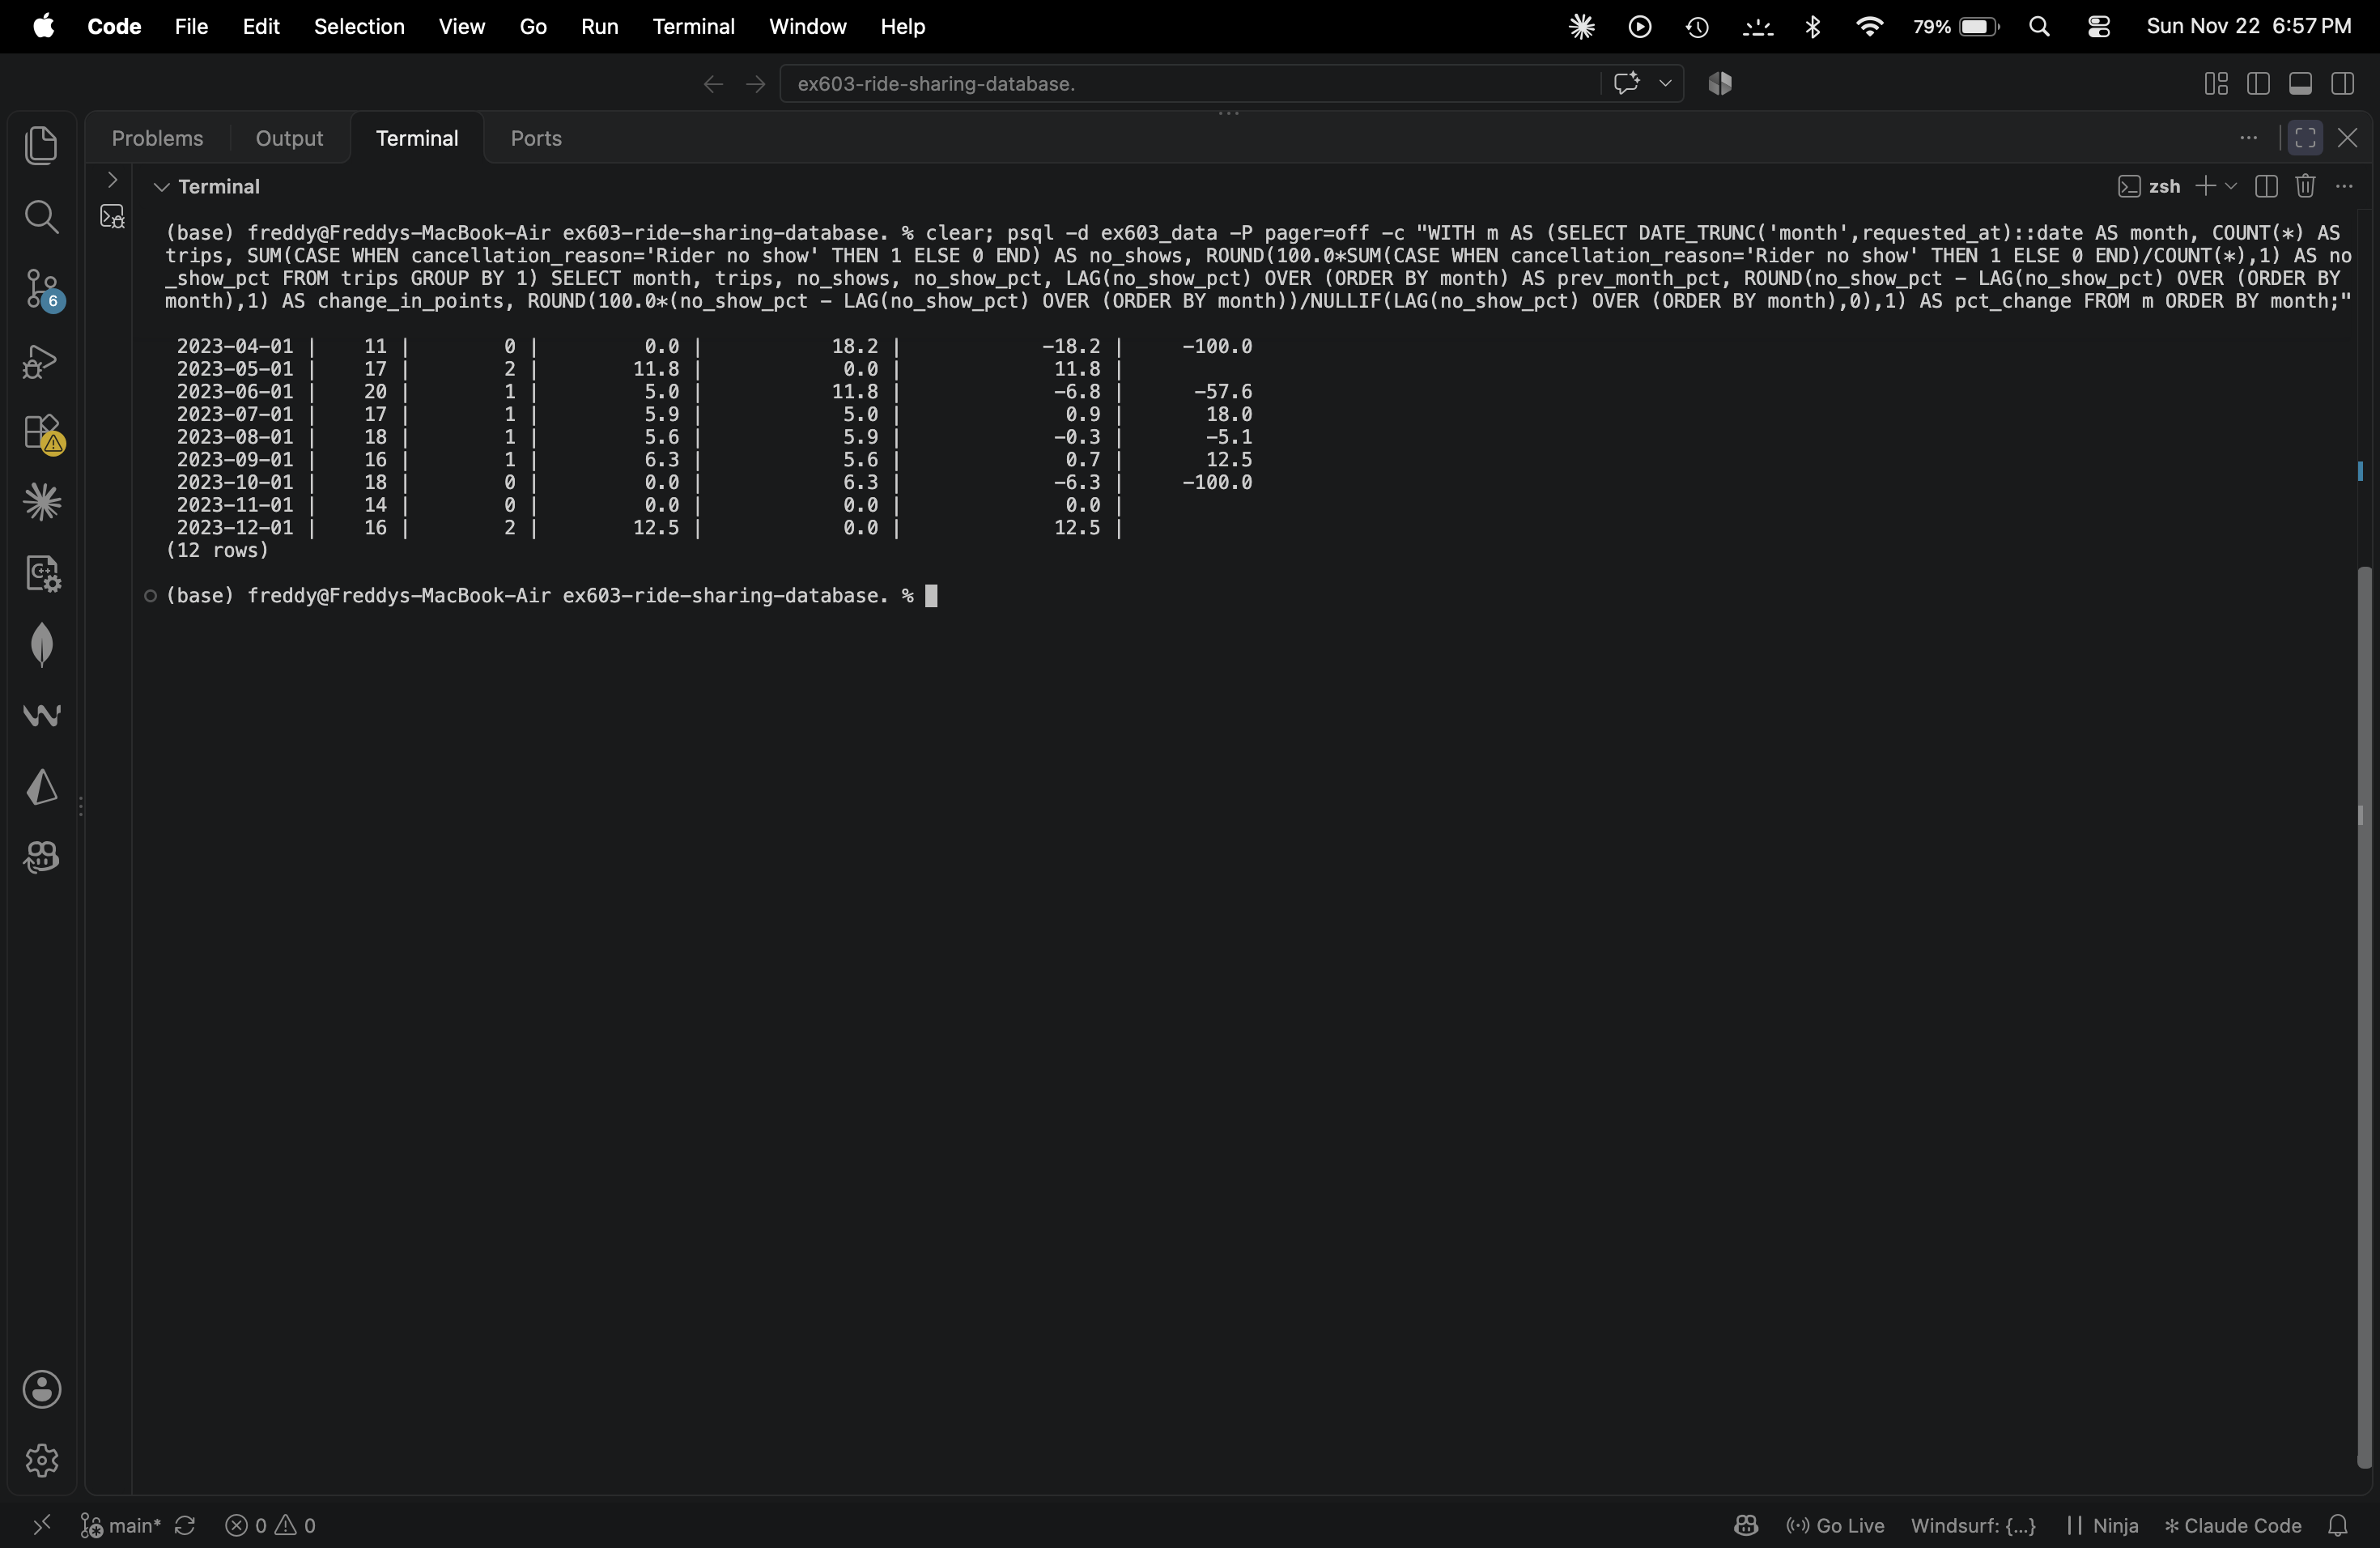 Code File Edit Selection View Go Run Terminal Window Help 79% Sun Nov 22 6:57 PM
ex603-ride-sharing-database.
Problems Output Terminal Ports
Terminal zsh
(base) freddy@Freddys-MacBook-Air ex603-ride-sharing-database. % clear; psql -d ex603_data -P pager=off -c "WITH m AS (SELECT DATE_TRUNC('month',requested_at)::date AS month, COUNT(*) AS
trips, SUM(CASE WHEN cancellation_reason='Rider no show' THEN 1 ELSE 0 END) AS no_shows, ROUND(100.0*SUM(CASE WHEN cancellation_reason='Rider no show' THEN 1 ELSE 0 END)/COUNT(*),1) AS no
_show_pct FROM trips GROUP BY 1) SELECT month, trips, no_shows, no_show_pct, LAG(no_show_pct) OVER (ORDER BY month) AS prev_month_pct, ROUND(no_show_pct - LAG(no_show_pct) OVER (ORDER BY
month),1) AS change_in_points, ROUND(100.0*(no_show_pct - LAG(no_show_pct) OVER (ORDER BY month))/NULLIF(LAG(no_show_pct) OVER (ORDER BY month),0),1) AS pct_change FROM m ORDER BY month;"
2023-04-01 | 11 | 0 | 0.0 | 18.2 | -18.2 | -100.0
2023-05-01 | 17 | 2 | 11.8 | 0.0 | 11.8 |
2023-06-01 | 20 | 1 | 5.0 | 11.8 | -6.8 | -57.6
2023-07-01 | 17 | 1 | 5.9 | 5.0 | 0.9 | 18.0
2023-08-01 | 18 | 1 | 5.6 | 5.9 | -0.3 | -5.1
2023-09-01 | 16 | 1 | 6.3 | 5.6 | 0.7 | 12.5
2023-10-01 | 18 | 0 | 0.0 | 6.3 | -6.3 | -100.0
2023-11-01 | 14 | 0 | 0.0 | 0.0 | 0.0 |
2023-12-01 | 16 | 2 | 12.5 | 0.0 | 12.5 |
(12 rows)
(base) freddy@Freddys-MacBook-Air ex603-ride-sharing-database. %
6
C++
main* 0 0 Go Live Windsurf: {...} Ninja Claude Code